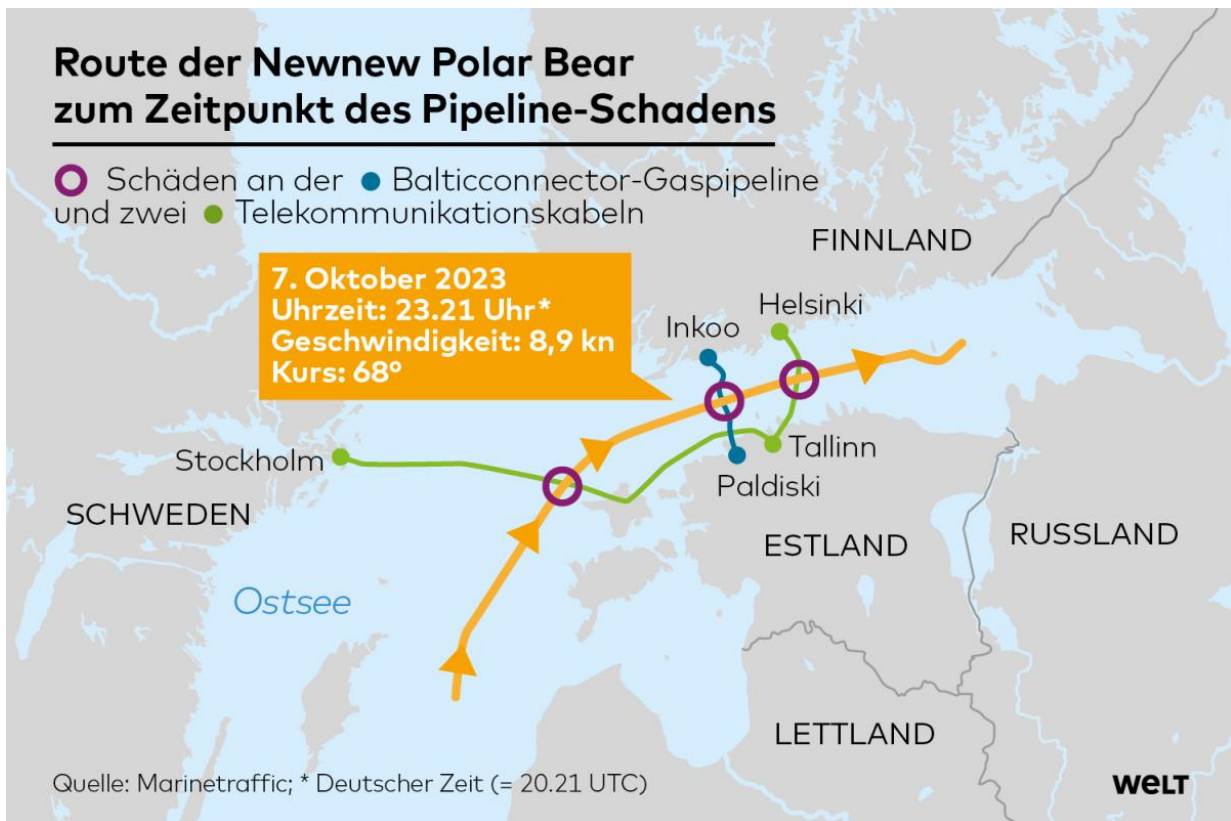 Route der Newnew Polar Bear
zum Zeitpunkt des Pipeline-Schadens
Schäden an der Balticconnector-Gaspipeline
und zwei Telekommunikationskabeln
FINNLAND
7. Oktober 2023
Uhrzeit: 23.21 Uhr*
Geschwindigkeit: 8,9 kn
Kurs: 68°
Helsinki
Inkoo
Stockholm
Tallinn
Paldiski
SCHWEDEN
ESTLAND
RUSSLAND
Ostsee
LETTLAND
Quelle: Marinetraffic; * Deutscher Zeit (= 20.21 UTC)
WELT